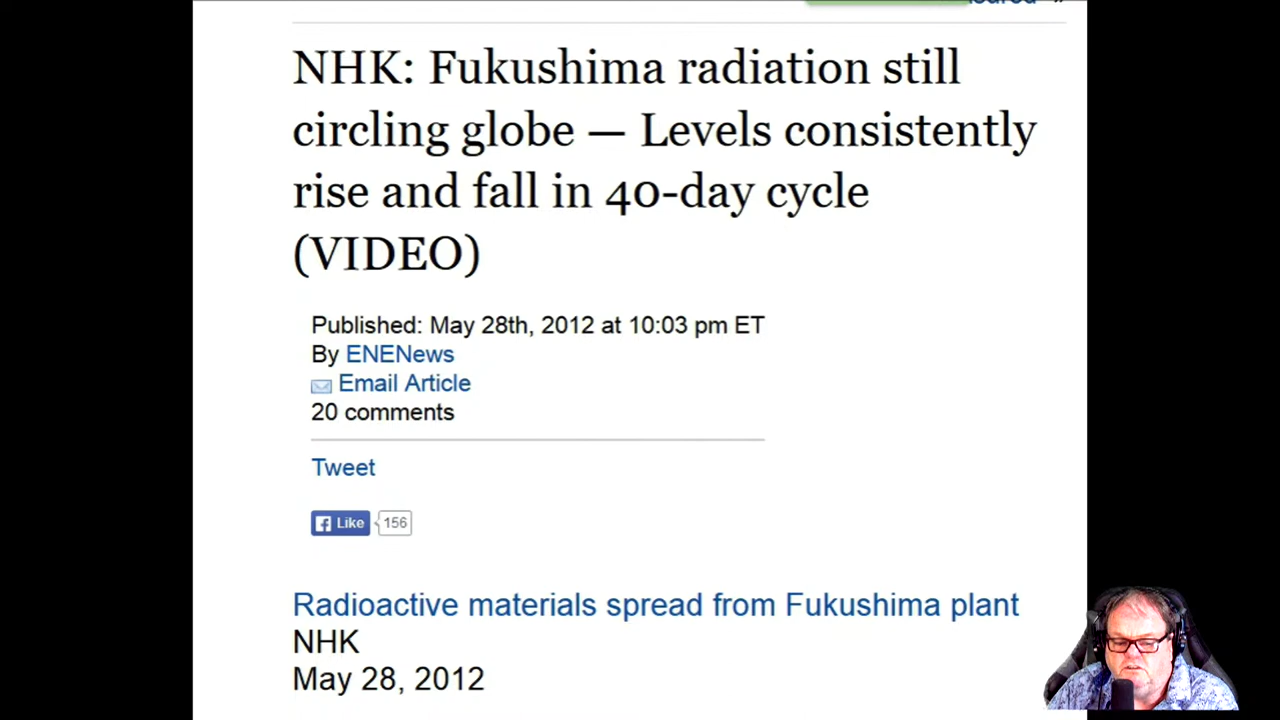 NHK: Fukushima radiation still
circling globe — Levels consistently
rise and fall in 40-day cycle
(VIDEO)
Published: May 28th, 2012 at 10:03 pm ET
By ENENews
Email Article
20 comments
Tweet
Like 156
Radioactive materials spread from Fukushima plant
NHK
May 28, 2012